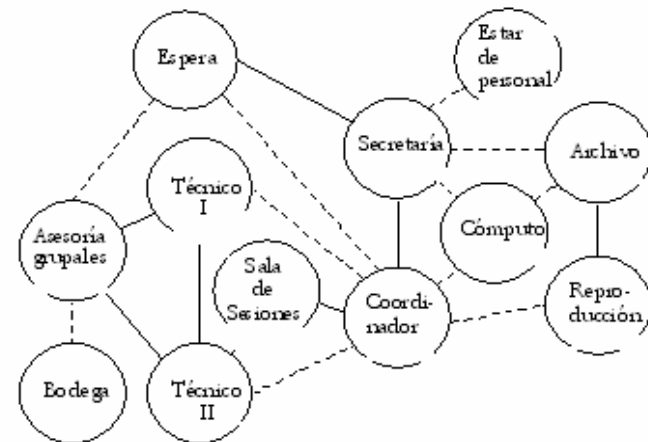 Espera
Estar
de
personal
Secretaría
Archivo
Técnico
I
Cómputo
Asesoría
grupales
Sala
de
Sesiones
Coordi-
nador
Repro-
ducción
Bodega
Técnico
II